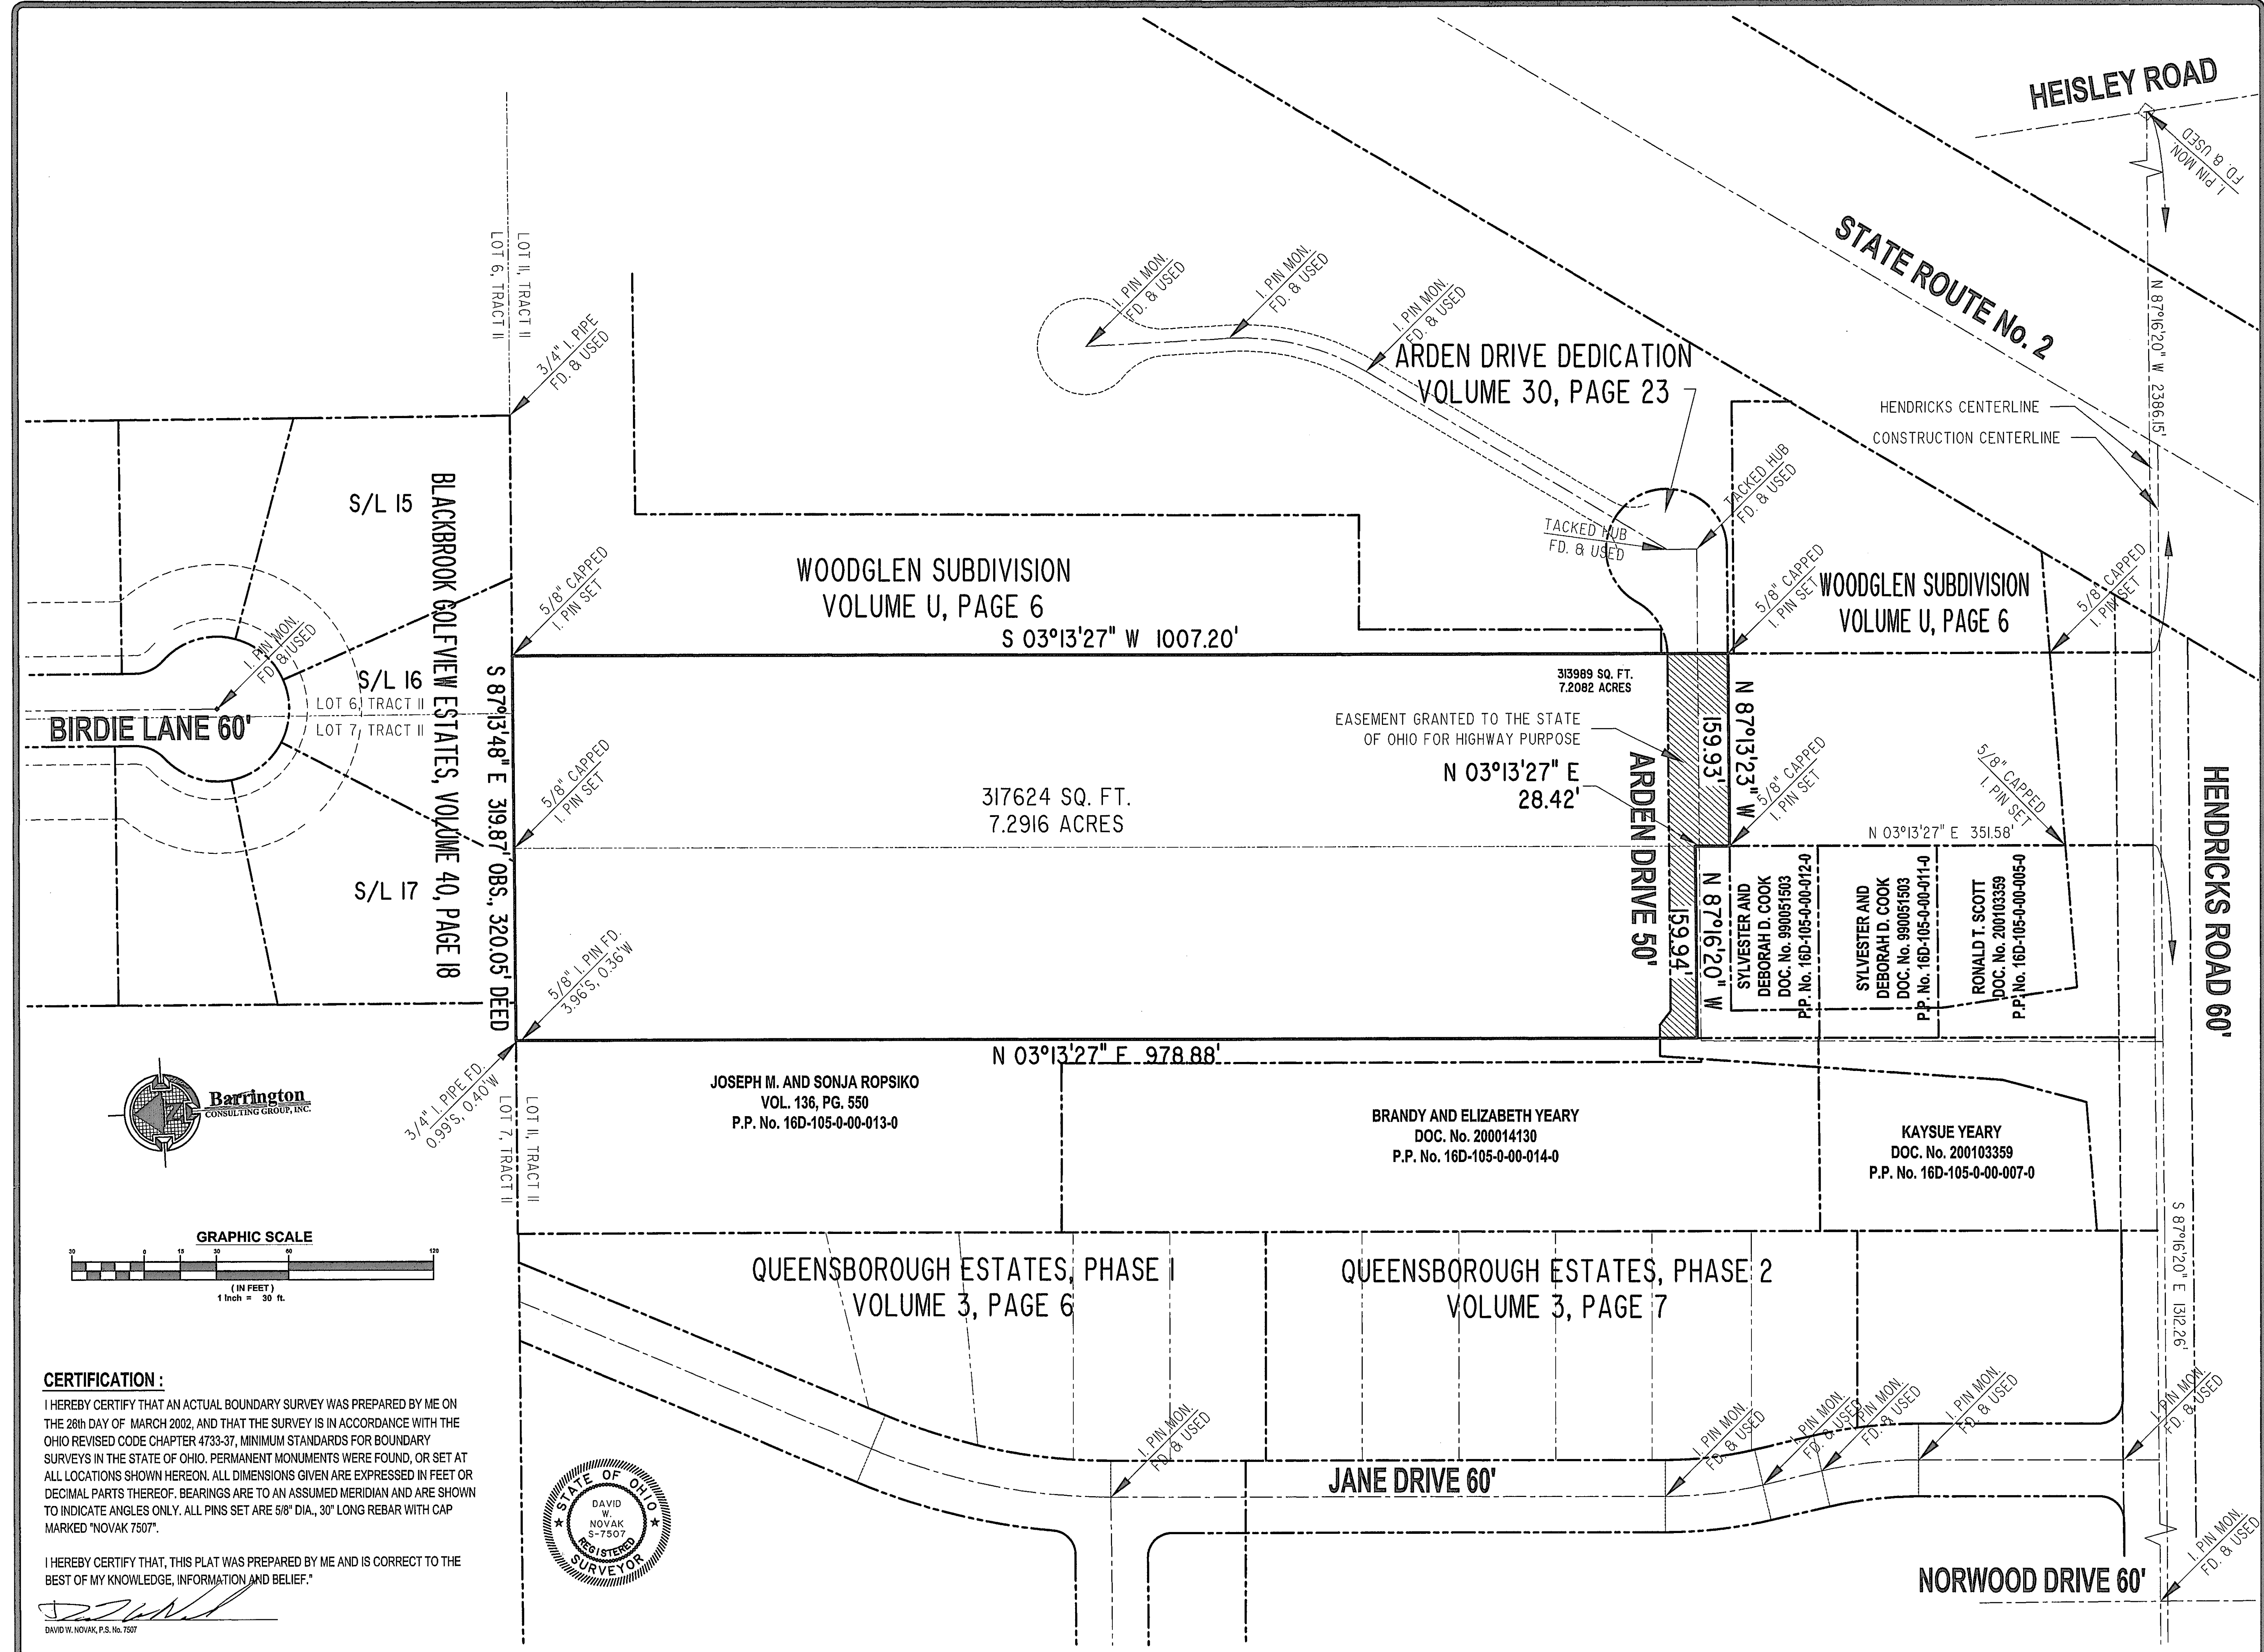 HEISLEY ROAD
I. PIN MON.
FD. & USED
STATE ROUTE No. 2
N 87°16'20" W 2386.15'
HENDRICKS CENTERLINE
CONSTRUCTION CENTERLINE
LOT 6, TRACT 11
LOT 11, TRACT 11
3/4" I. PIPE
FD. & USED
I. PIN MON.
FD. & USED
I. PIN MON.
FD. & USED
I. PIN MON.
FD. & USED
ARDEN DRIVE DEDICATION
VOLUME 30, PAGE 23
TACKED HUB
FD. & USED
TACKED HUB
FD. & USED
S/L 15
BLACKBROOK GOLFVIEW ESTATES, VOLUME 40, PAGE 18
5/8" CAPPED
I. PIN SET
WOODGLEN SUBDIVISION
VOLUME U, PAGE 6
S 03°13'27" W 1007.20'
5/8" CAPPED
I. PIN SET
WOODGLEN SUBDIVISION
VOLUME U, PAGE 6
5/8" CAPPED
I. PIN SET
I. PIN MON.
FD. & USED
S/L 16
LOT 6, TRACT 11
LOT 7, TRACT 11
BIRDIE LANE 60'
S/L 17
S 87°13'48" E 319.87' OBS., 320.05' DEED
5/8" CAPPED
I. PIN SET
313989 SQ. FT.
7.2082 ACRES
EASEMENT GRANTED TO THE STATE
OF OHIO FOR HIGHWAY PURPOSE
N 03°13'27" E
28.42'
317624 SQ. FT.
7.2916 ACRES
ARDEN DRIVE 50'
159.93'
N 87°13'23" W
5/8" CAPPED
I. PIN SET
5/8" CAPPED
I. PIN SET
N 03°13'27" E 351.58'
HENDRICKS ROAD 60'
159.94'
N 87°16'20" W
SYLVESTER AND
DEBORAH D. COOK
DOC. No. 990051503
P.P. No. 16D-105-0-00-012-0
SYLVESTER AND
DEBORAH D. COOK
DOC. No. 990051503
P.P. No. 16D-105-0-00-011-0
RONALD T. SCOTT
DOC. No. 200103359
P.P. No. 16D-105-0-00-005-0
5/8" I. PIN FD.
3.96'S, 0.36'W
3/4" I. PIPE FD.
0.99'S, 0.40'W
LOT 7, TRACT 11
LOT 11, TRACT 11
N 03°13'27" E 978.88'
JOSEPH M. AND SONJA ROPSIKO
VOL. 136, PG. 550
P.P. No. 16D-105-0-00-013-0
BRANDY AND ELIZABETH YEARY
DOC. No. 200014130
P.P. No. 16D-105-0-00-014-0
KAYSUE YEARY
DOC. No. 200103359
P.P. No. 16D-105-0-00-007-0
S 87°16'20" E 1312.26'
Barrington
CONSULTING GROUP, INC.
GRAPHIC SCALE
30 0 15 30 60 120
( IN FEET )
1 Inch = 30 ft.
QUEENSBOROUGH ESTATES, PHASE 1
VOLUME 3, PAGE 6
QUEENSBOROUGH ESTATES, PHASE 2
VOLUME 3, PAGE 7
I. PIN MON.
FD. & USED
I. PIN MON.
FD. & USED
I. PIN MON.
FD. & USED
I. PIN MON.
FD. & USED
I. PIN MON.
FD. & USED
I. PIN MON.
FD. & USED
I. PIN MON.
FD. & USED
JANE DRIVE 60'
NORWOOD DRIVE 60'
CERTIFICATION :
I HEREBY CERTIFY THAT AN ACTUAL BOUNDARY SURVEY WAS PREPARED BY ME ON
THE 26th DAY OF MARCH 2002, AND THAT THE SURVEY IS IN ACCORDANCE WITH THE
OHIO REVISED CODE CHAPTER 4733-37, MINIMUM STANDARDS FOR BOUNDARY
SURVEYS IN THE STATE OF OHIO. PERMANENT MONUMENTS WERE FOUND, OR SET AT
ALL LOCATIONS SHOWN HEREON. ALL DIMENSIONS GIVEN ARE EXPRESSED IN FEET OR
DECIMAL PARTS THEREOF. BEARINGS ARE TO AN ASSUMED MERIDIAN AND ARE SHOWN
TO INDICATE ANGLES ONLY. ALL PINS SET ARE 5/8" DIA., 30" LONG REBAR WITH CAP
MARKED "NOVAK 7507".
I HEREBY CERTIFY THAT, THIS PLAT WAS PREPARED BY ME AND IS CORRECT TO THE
BEST OF MY KNOWLEDGE, INFORMATION AND BELIEF."
DAVID W. NOVAK, P.S. No. 7507
STATE OF OHIO
DAVID
W.
NOVAK
S-7507
REGISTERED
SURVEYOR